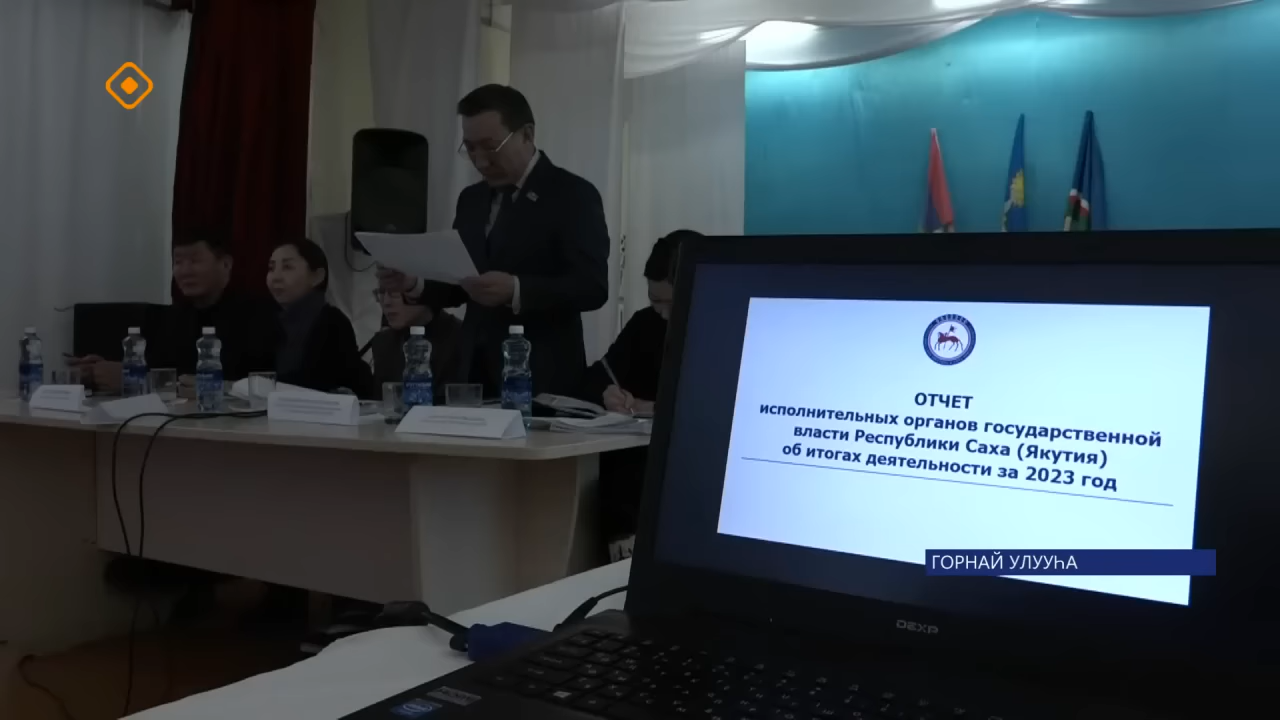 ОТЧЕТ
исполнительных органов государственной
власти Республики Саха (Якутия)
об итогах деятельности за 2023 год
ГОРНАЙ УЛУУҺА
DEXP